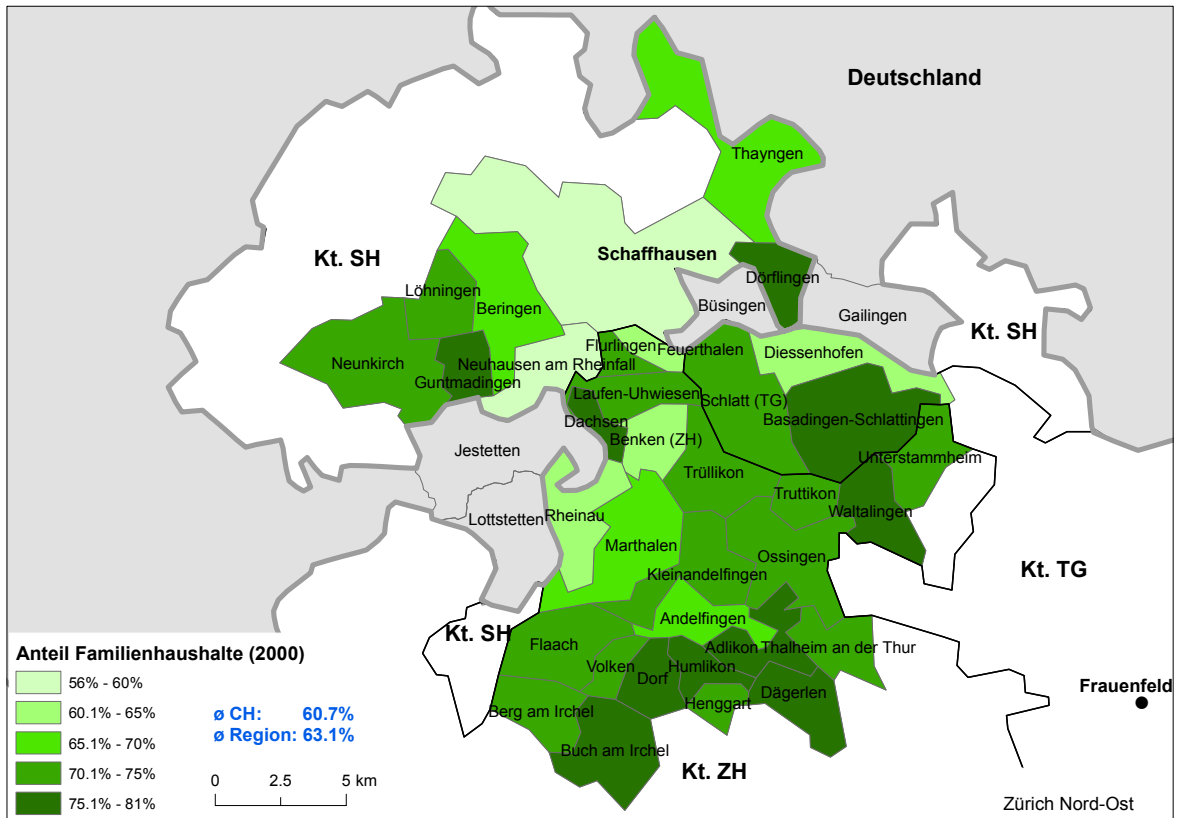 Deutschland
Thayngen
Schaffhausen
Kt. SH
Dörflingen
Löhningen
Büsingen
Beringen
Gailingen
Kt. SH
Flurlingen
Feuerthalen
Diessenhofen
Neunkirch
Neuhausen am Rheinfall
Guntmadingen
Laufen-Uhwiesen
Schlatt (TG)
Dachsen
Basadingen-Schlattingen
Benken (ZH)
Jestetten
Unterstammheim
Trüllikon
Truttikon
Waltalingen
Rheinau
Lottstetten
Marthalen
Ossingen
Kt. TG
Kleinandelfingen
Andelfingen
Kt. SH
Flaach
Adlikon
Thalheim an der Thur
Volken
Humlikon
Dorf
Dägerlen
Frauenfeld
Henggart
Berg am Irchel
Buch am Irchel
Kt. ZH
Anteil Familienhaushalte (2000)
56% - 60%
60.1% - 65%
65.1% - 70%
70.1% - 75%
75.1% - 81%
ø CH: 60.7%
ø Region: 63.1%
0 2.5 5 km
Zürich Nord-Ost